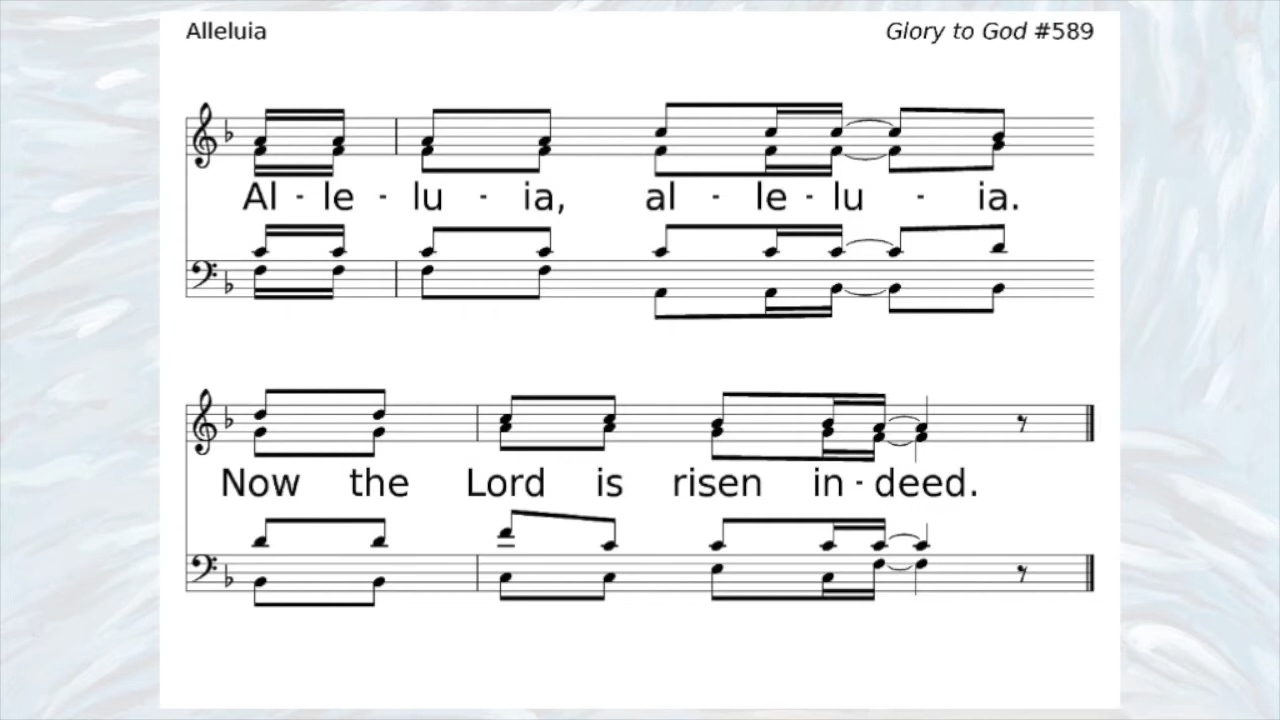 Alleluia
Glory to God #589
Al - le - lu - ia, al - le - lu - ia.
Now the Lord is risen in - deed.